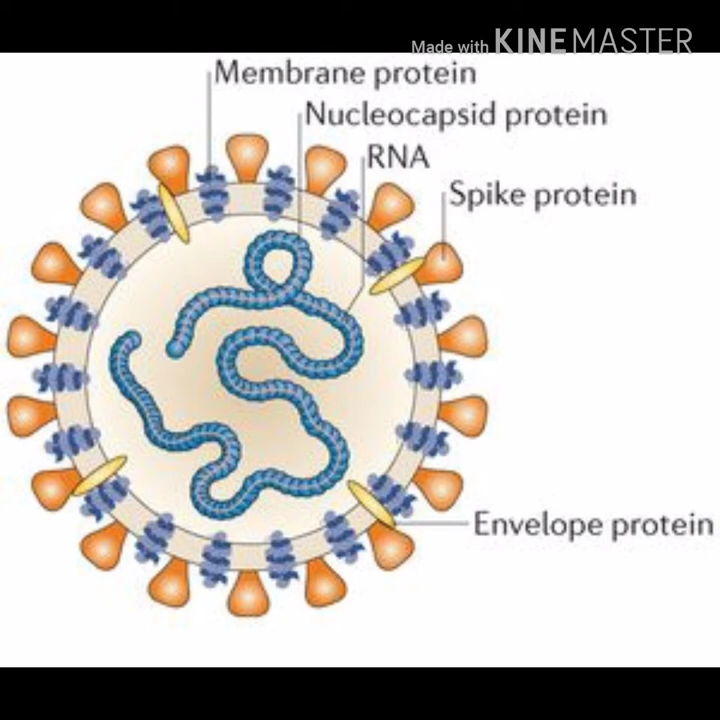 Made with KINEMASTER
Membrane protein
Nucleocapsid protein
RNA
Spike protein
Envelope protein